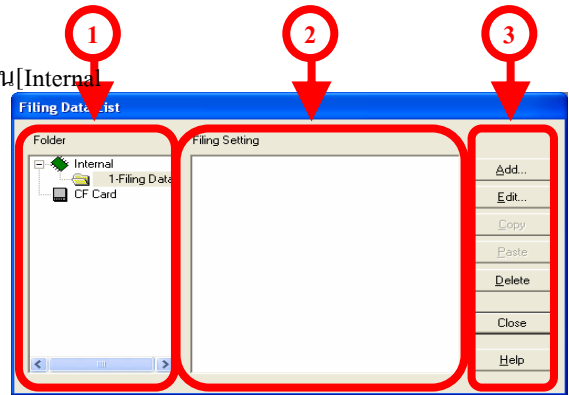 1 2 3
น[Internal
Filing Data List
Folder
Filing Setting
Internal
1-Filing Data
CF Card
Add...
Edit...
Copy
Paste
Delete
Close
Help